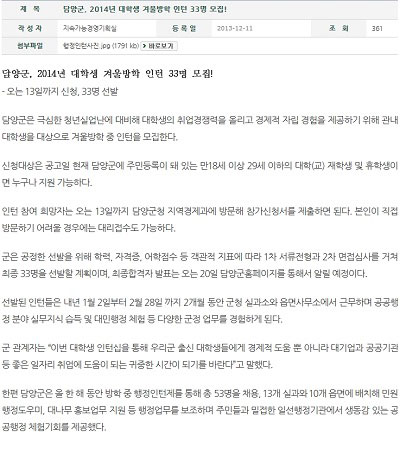 제 목 담양군, 2014년 대학생 겨울방학 인턴 33명 모집!
작 성 자 지속가능경영기획실 등 록 일 2013-12-11 조 회 361
첨부파일 행정인턴사진.jpg (1791 kb) 바로보기
담양군, 2014년 대학생 겨울방학 인턴 33명 모집!
- 오는 13일까지 신청, 33명 선발
담양군은 극심한 청년실업난에 대비해 대학생의 취업경쟁력을 올리고 경제적 자립 경험을 제공하기 위해 관내
대학생을 대상으로 겨울방학 중 인턴을 모집한다.
신청대상은 공고일 현재 담양군에 주민등록이 돼 있는 만18세 이상 29세 이하의 대학(교) 재학생 및 휴학생이
면 누구나 지원 가능하다.
인턴 참여 희망자는 오는 13일까지 담양군청 지역경제과에 방문해 참가신청서를 제출하면 된다. 본인이 직접
방문하기 어려울 경우에는 대리접수도 가능하다.
군은 공정한 선발을 위해 학력, 자격증, 어학점수 등 객관적 지표에 따라 1차 서류전형과 2차 면접심사를 거쳐
최종 33명을 선발할 계획이며, 최종합격자 발표는 오는 20일 담양군홈페이지를 통해서 알릴 예정이다.
선발된 인턴들은 내년 1월 2일부터 2월 28일 까지 2개월 동안 군청 실과소와 읍면사무소에서 근무하며 공공행
정 분야 실무지식 습득 및 대민행정 체험 등 다양한 군정 업무를 경험하게 된다.
군 관계자는 “이번 대학생 인턴십을 통해 우리군 출신 대학생들에게 경제적 도움 뿐 아니라 대기업과 공공기관
등 좋은 일자리 취업에 도움이 되는 귀중한 시간이 되기를 바란다”고 말했다.
한편 담양군은 올 한 해 동안 방학 중 행정인턴제를 통해 총 53명을 채용, 13개 실과와 10개 읍면에 배치해 민원
행정도우미, 대나무 홍보업무 지원 등 행정업무를 보조하며 주민들과 밀접한 일선행정기관에서 생동감 있는 공
공행정 체험기회를 제공했다.